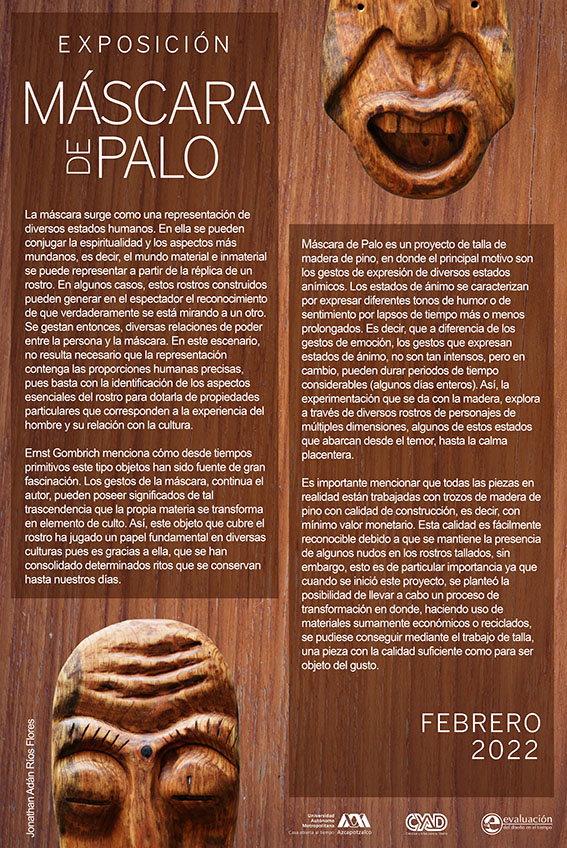 EXPOSICIÓN
MÁSCARA
DE PALO
La máscara surge como una representación de
diversos estados humanos. En ella se pueden
conjugar la espiritualidad y los aspectos más
mundanos, es decir, el mundo material e inmaterial
se puede representar a partir de la réplica de un
rostro. En algunos casos, estos rostros construidos
pueden generar en el espectador el reconocimiento
de que verdaderamente se está mirando a un otro.
Se gestan entonces, diversas relaciones de poder
entre la persona y la máscara. En este escenario,
no resulta necesario que la representación
contenga las proporciones humanas precisas,
pues basta con la identificación de los aspectos
esenciales del rostro para dotarla de propiedades
particulares que corresponden a la experiencia del
hombre y su relación con la cultura.
Ernst Gombrich menciona cómo desde tiempos
primitivos este tipo objetos han sido fuente de gran
fascinación. Los gestos de la máscara, continua el
autor, pueden poseer significados de tal
trascendencia que la propia materia se transforma
en elemento de culto. Así, este objeto que cubre el
rostro ha jugado un papel fundamental en diversas
culturas pues es gracias a ella, que se han
consolidado determinados ritos que se conservan
hasta nuestros días.
Máscara de Palo es un proyecto de talla de
madera de pino, en donde el principal motivo son
los gestos de expresión de diversos estados
anímicos. Los estados de ánimo se caracterizan
por expresar diferentes tonos de humor o de
sentimiento por lapsos de tiempo más o menos
prolongados. Es decir, que a diferencia de los
gestos de emoción, los gestos que expresan
estados de ánimo, no son tan intensos, pero en
cambio, pueden durar periodos de tiempo
considerables (algunos días enteros). Así, la
experimentación que se da con la madera, explora
a través de diversos rostros de personajes de
múltiples dimensiones, algunos de estos estados
que abarcan desde el temor, hasta la calma
placentera.
Es importante mencionar que todas las piezas en
realidad están trabajadas con trozos de madera de
pino con calidad de construcción, es decir, con
mínimo valor monetario. Esta calidad es fácilmente
reconocible debido a que se mantiene la presencia
de algunos nudos en los rostros tallados, sin
embargo, esto es de particular importancia ya que
cuando se inició este proyecto, se planteó la
posibilidad de llevar a cabo un proceso de
transformación en donde, haciendo uso de
materiales sumamente económicos o reciclados,
se pudiese conseguir mediante el trabajo de talla,
una pieza con la calidad suficiente como para ser
objeto del gusto.
FEBRERO
2022
Jonathan Adán Ríos Flores
Universidad
Autónoma
Metropolitana
Casa abierta al tiempo Azcapotzalco
CYAD
evaluación
del diseño en el tiempo